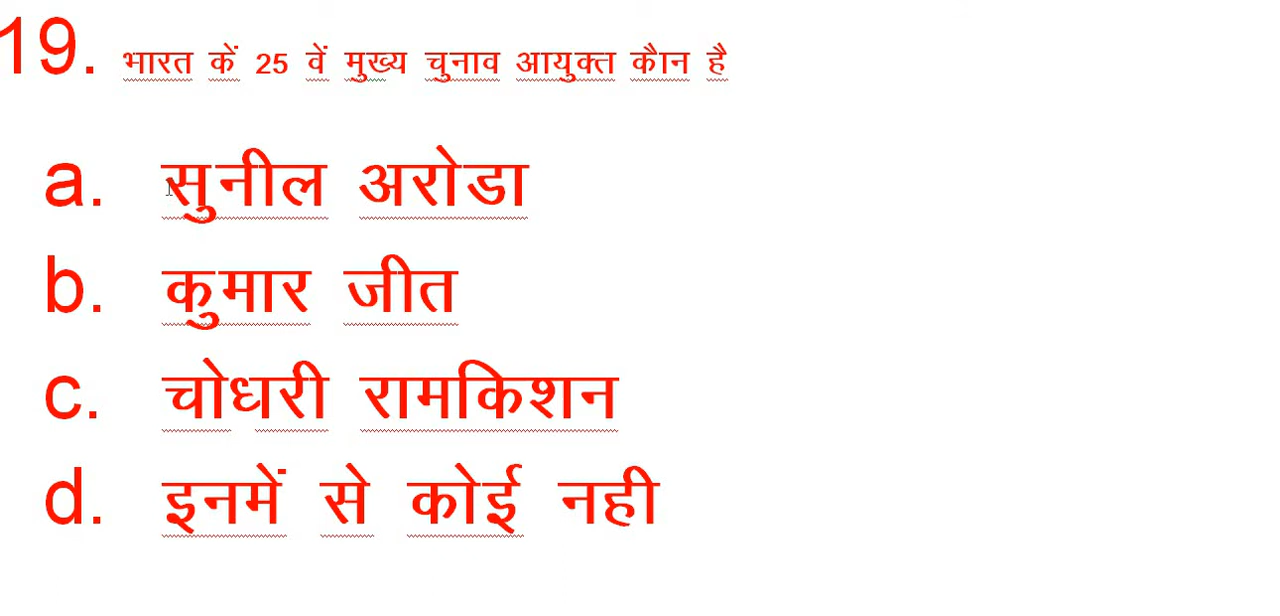 19. भारत कें 25 वें मुख्य चुनाव आयुक्त कौन है
a. सुनील अरोडा
b. कुमार जीत
c. चोधरी रामकिशन
d. इनमें से कोई नही